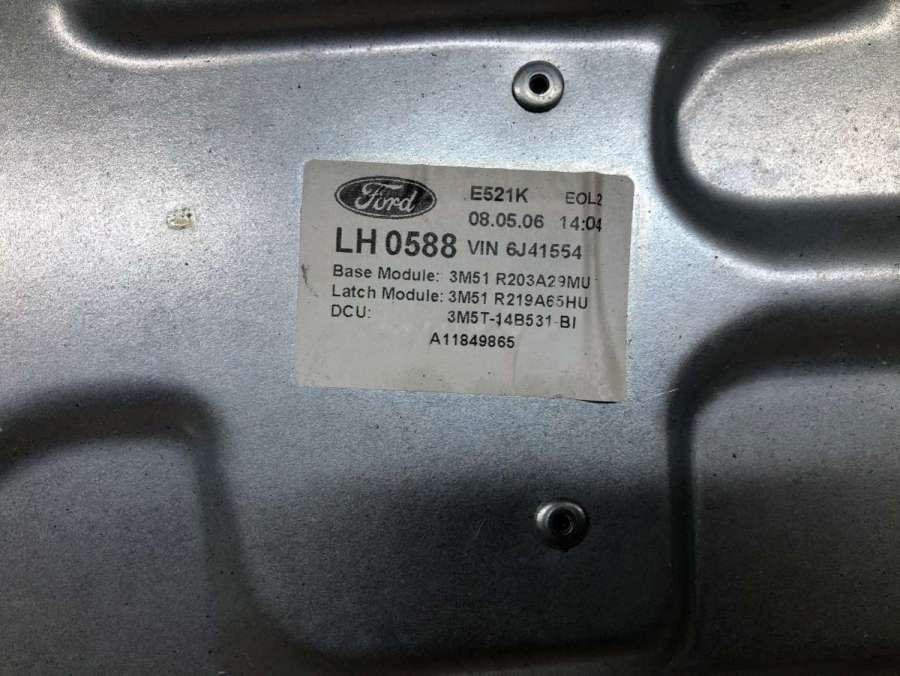 Ford
E521K EOL2
08.05.06 14:04
LH 0588 VIN 6J41554
Base Module: 3M51 R203A29MU
Latch Module: 3M51 R219A65HU
DCU: 3M5T-14B531-BI
A11849865